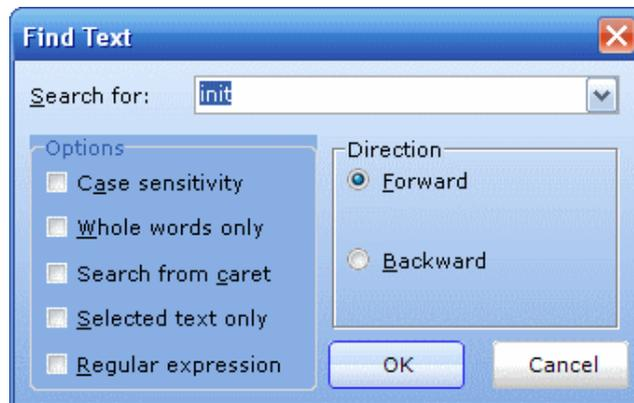 Find Text
Search for: init
Options
Case sensitivity
Whole words only
Search from caret
Selected text only
Regular expression
Direction
Forward
Backward
OK
Cancel